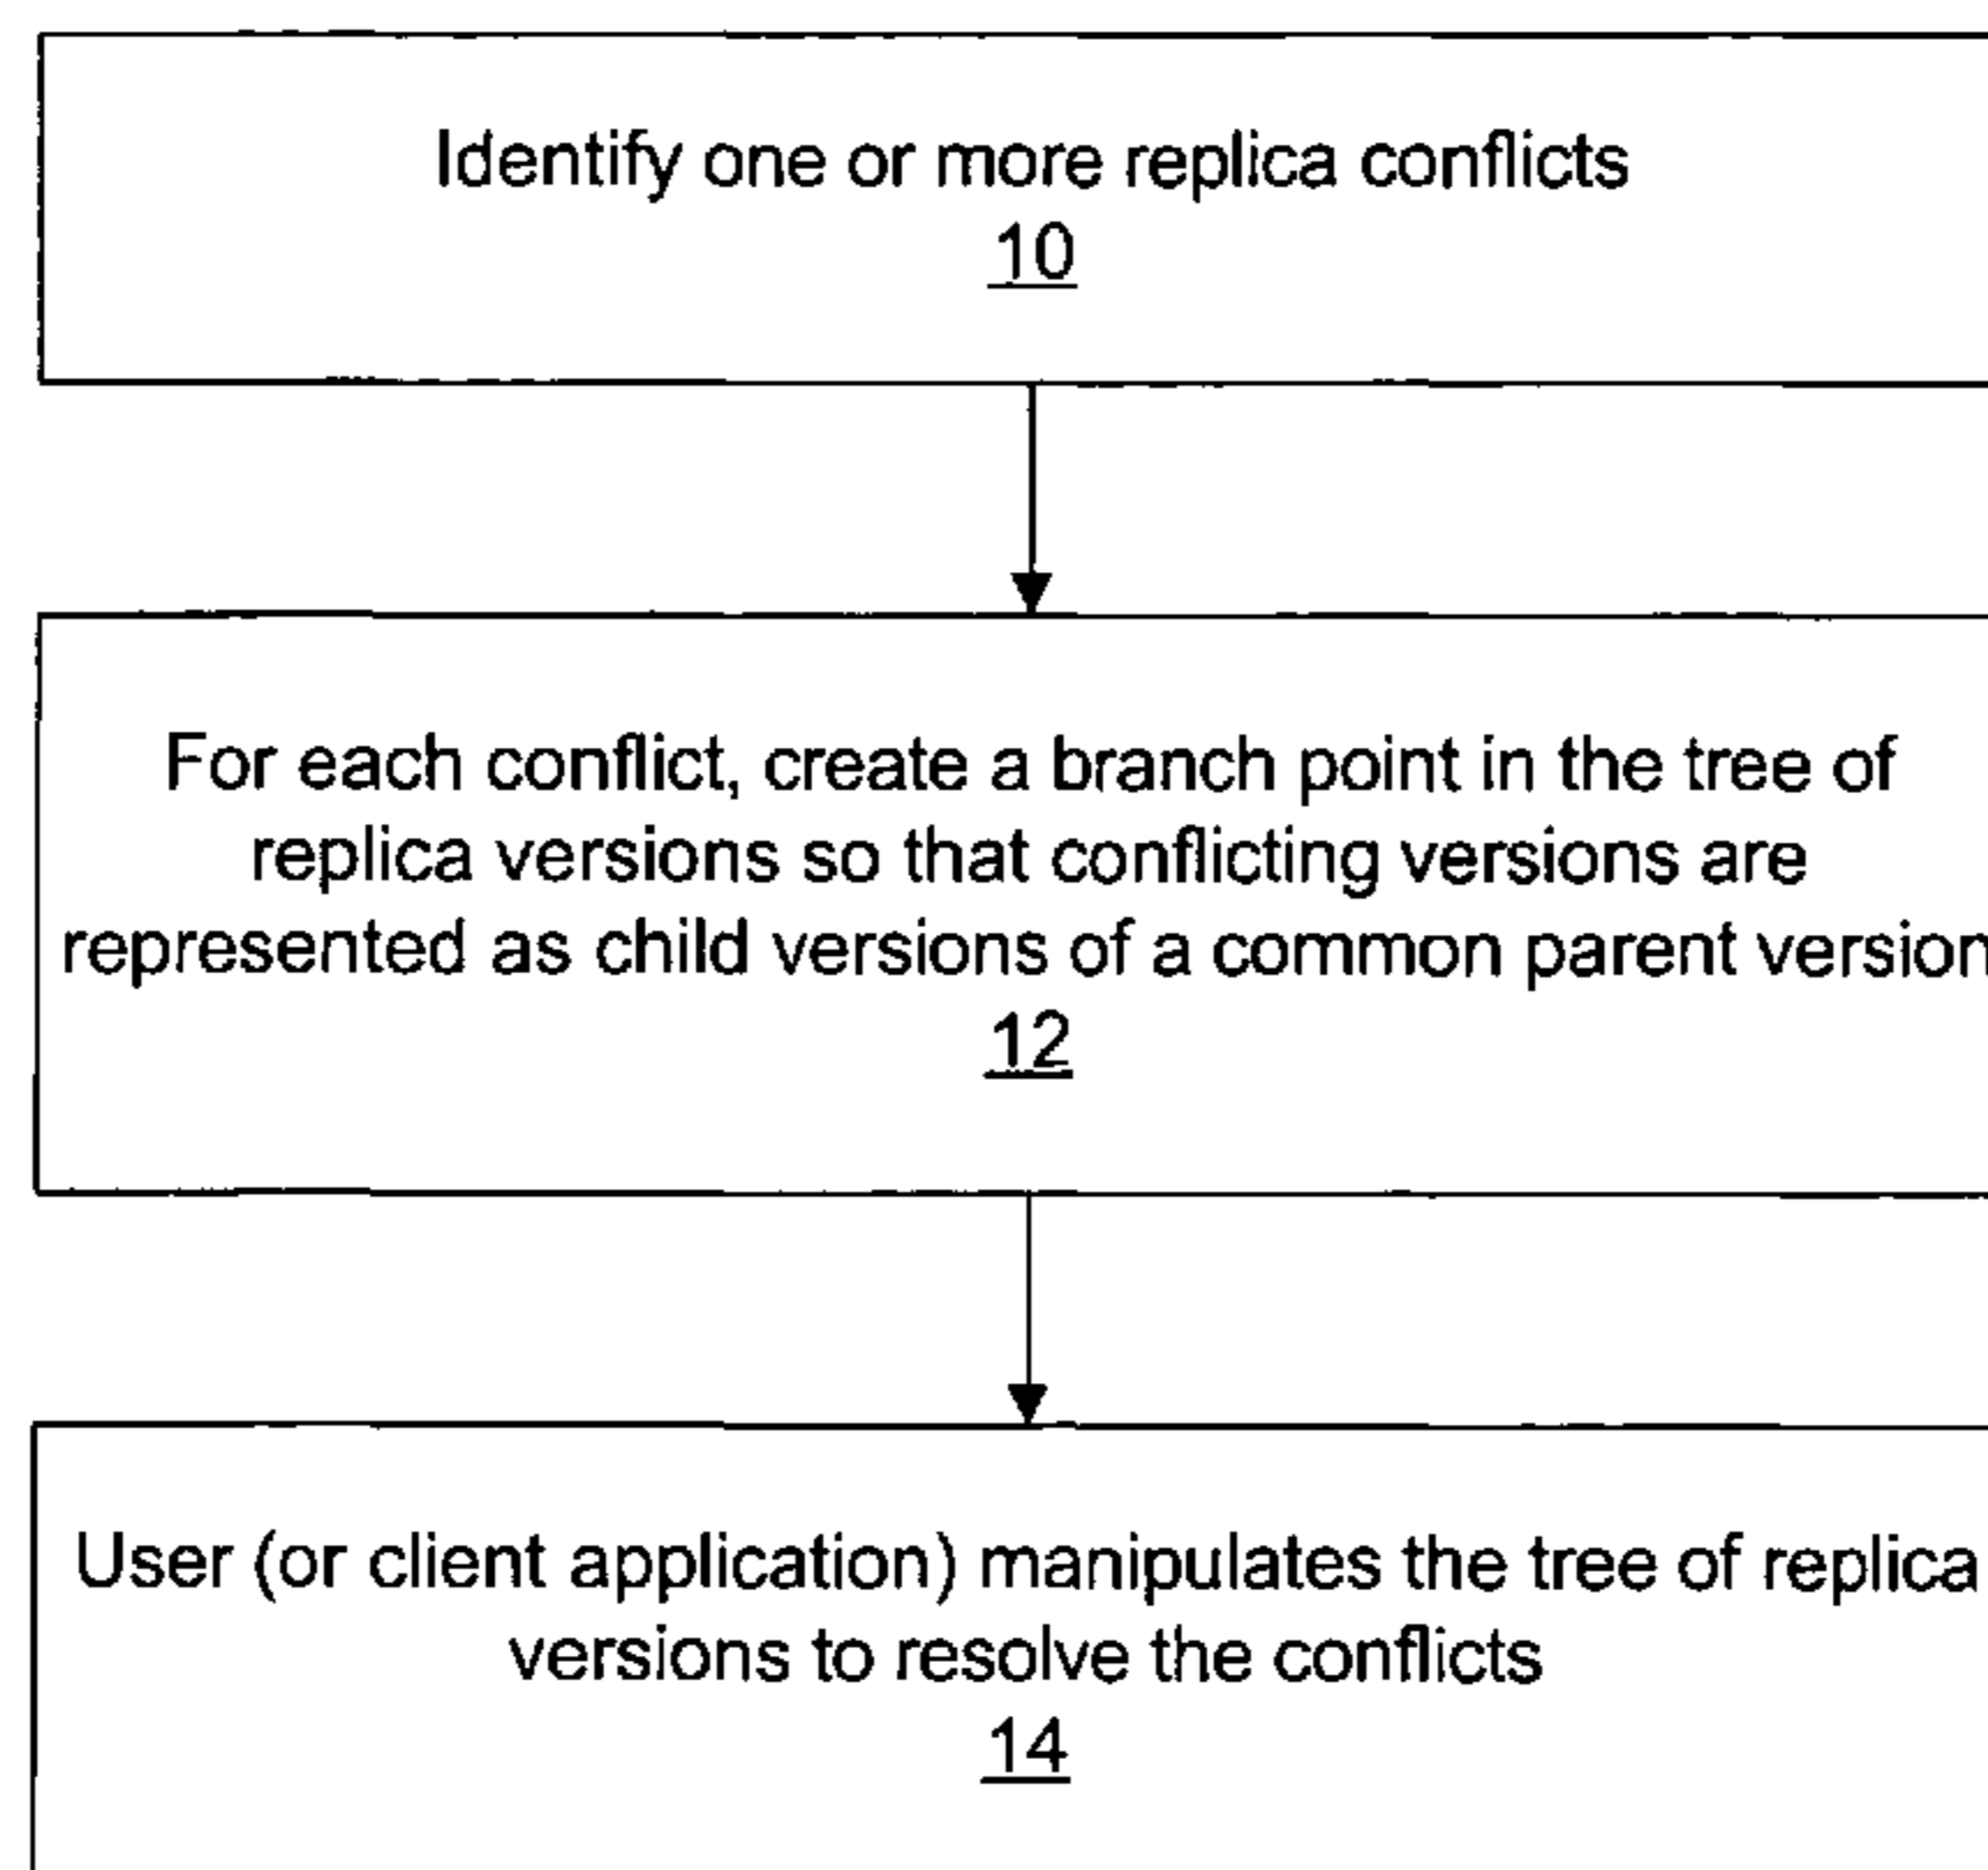 Identify one or more replica conflicts
10
For each conflict, create a branch point in the tree of
replica versions so that conflicting versions are
represented as child versions of a common parent version
12
User (or client application) manipulates the tree of replica
versions to resolve the conflicts
14